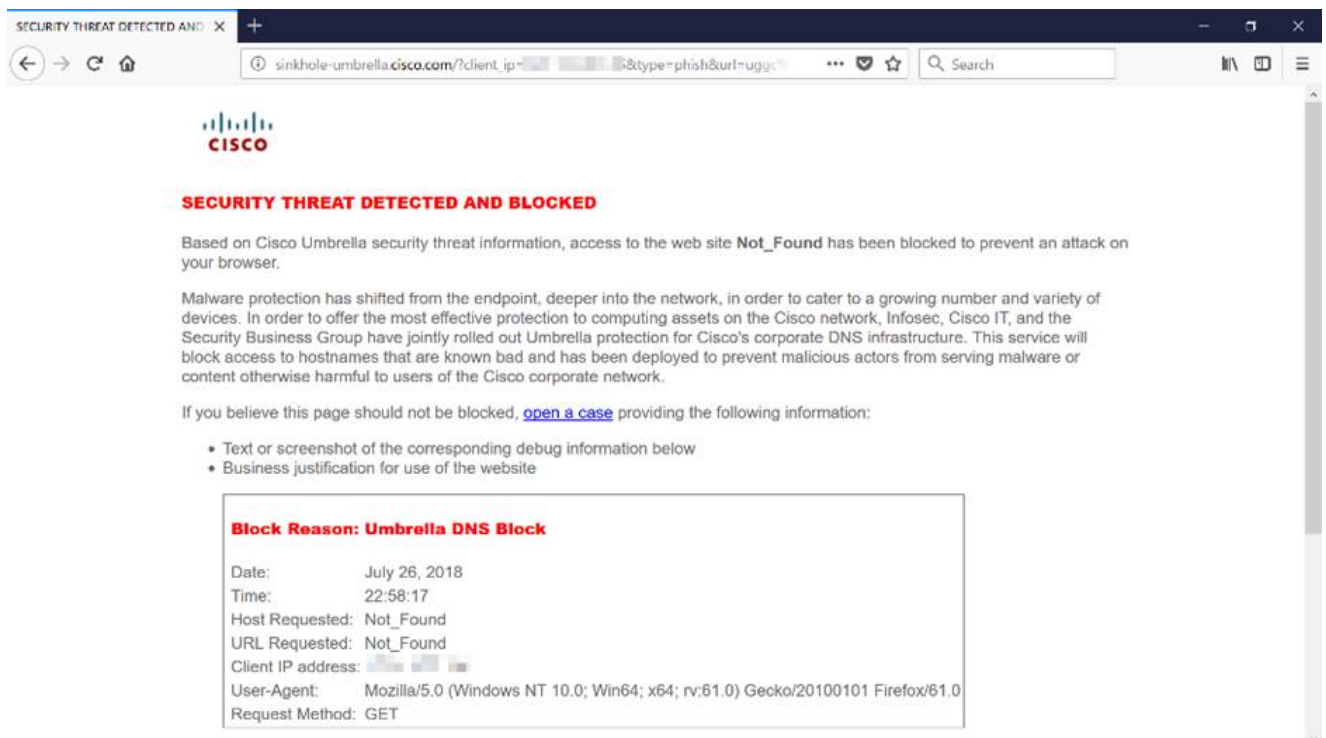 SECURITY THREAT DETECTED AND
sinkhole-umbrella.cisco.com/?client_ip= &type=phish&url=uggc
Search
CISCO
SECURITY THREAT DETECTED AND BLOCKED
Based on Cisco Umbrella security threat information, access to the web site Not_Found has been blocked to prevent an attack on
your browser.
Malware protection has shifted from the endpoint, deeper into the network, in order to cater to a growing number and variety of
devices. In order to offer the most effective protection to computing assets on the Cisco network, Infosec, Cisco IT, and the
Security Business Group have jointly rolled out Umbrella protection for Cisco's corporate DNS infrastructure. This service will
block access to hostnames that are known bad and has been deployed to prevent malicious actors from serving malware or
content otherwise harmful to users of the Cisco corporate network.
If you believe this page should not be blocked, open a case providing the following information:
• Text or screenshot of the corresponding debug information below
• Business justification for use of the website
Block Reason: Umbrella DNS Block
Date: July 26, 2018
Time: 22:58:17
Host Requested: Not_Found
URL Requested: Not_Found
Client IP address:
User-Agent: Mozilla/5.0 (Windows NT 10.0; Win64; x64; rv:61.0) Gecko/20100101 Firefox/61.0
Request Method: GET